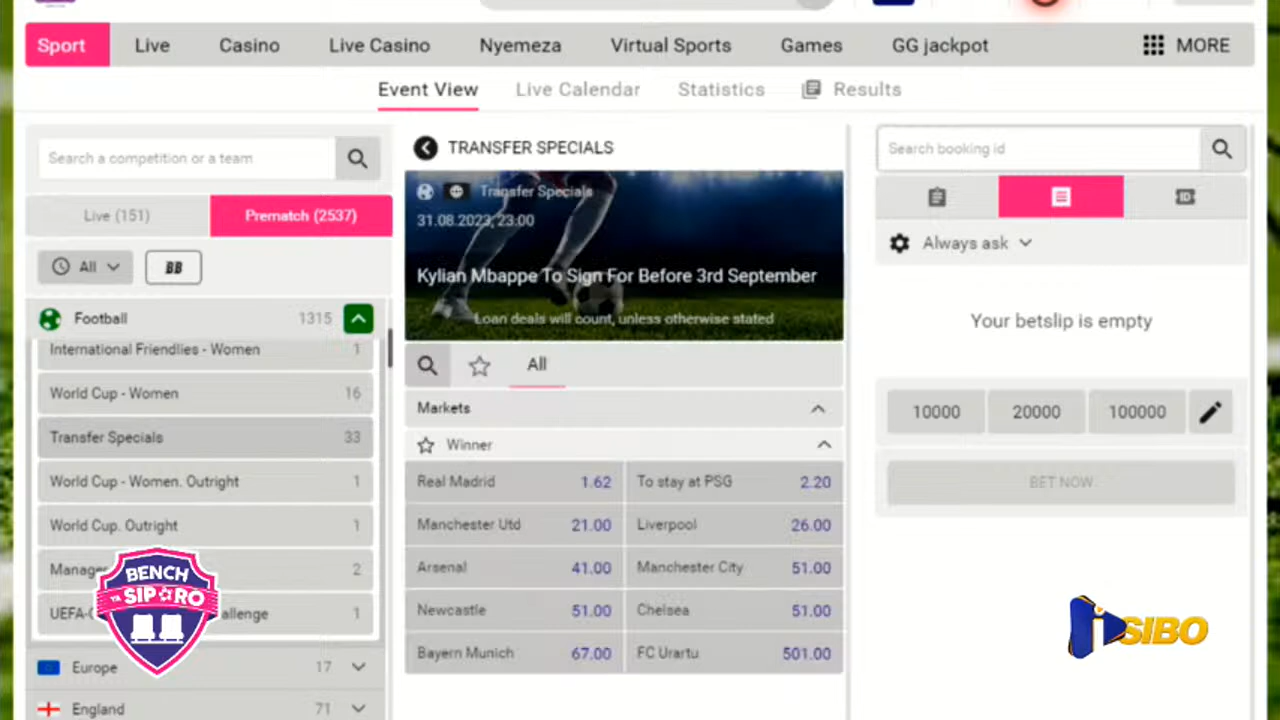 Sport Live Casino Live Casino Nyemeza Virtual Sports Games GG jackpot MORE
Event View Live Calendar Statistics Results
Search a competition or a team
Live (151) Prematch (2537)
All BB
Football 1315
International Friendlies - Women 1
World Cup - Women 16
Transfer Specials 33
World Cup - Women. Outright 1
World Cup. Outright 1
Manage 2
UEFA- allenge 1
Europe 17
England 71
BENCH
YA SIPORO
TRANSFER SPECIALS
Transfer Specials
31.08.2023, 23:00
Kylian Mbappe To Sign For Before 3rd September
Loan deals will count, unless otherwise stated
All
Markets
Winner
Real Madrid 1.62 To stay at PSG 2.20
Manchester Utd 21.00 Liverpool 26.00
Arsenal 41.00 Manchester City 51.00
Newcastle 51.00 Chelsea 51.00
Bayern Munich 67.00 FC Urartu 501.00
Search booking id
ID
Always ask
Your betslip is empty
10000 20000 100000
BET NOW
iSIBO